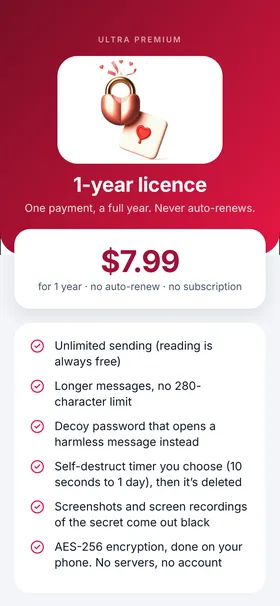 ULTRA PREMIUM
1-year licence
One payment, a full year. Never auto-renews.
$7.99
for 1 year · no auto-renew · no subscription
Unlimited sending (reading is
always free)
Longer messages, no 280-
character limit
Decoy password that opens a
harmless message instead
Self-destruct timer you choose (10
seconds to 1 day), then it’s deleted
Screenshots and screen recordings
of the secret come out black
AES-256 encryption, done on your
phone. No servers, no account